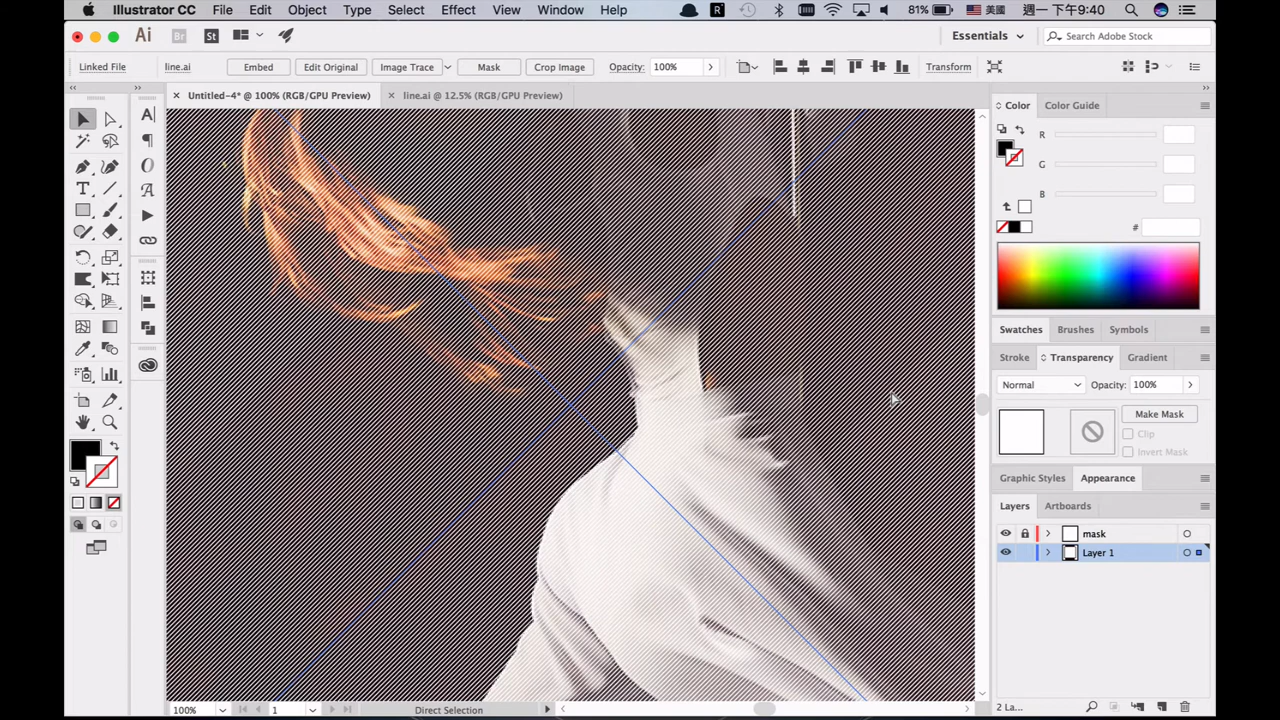 Illustrator CC File Edit Object Type Select Effect View Window Help 81% 美國 週一 下午9:40
Ai Br St Essentials Search Adobe Stock
Linked File line.ai Embed Edit Original Image Trace Mask Crop Image Opacity: 100% Transform
× Untitled-4* @ 100% (RGB/GPU Preview) × line.ai @ 12.5% (RGB/GPU Preview)
Color Color Guide
R
G
B
#
Swatches Brushes Symbols
Stroke Transparency Gradient
Normal Opacity: 100%
Make Mask
Clip
Invert Mask
Graphic Styles Appearance
Layers Artboards
mask
Layer 1
2 La...
100% 1 Direct Selection